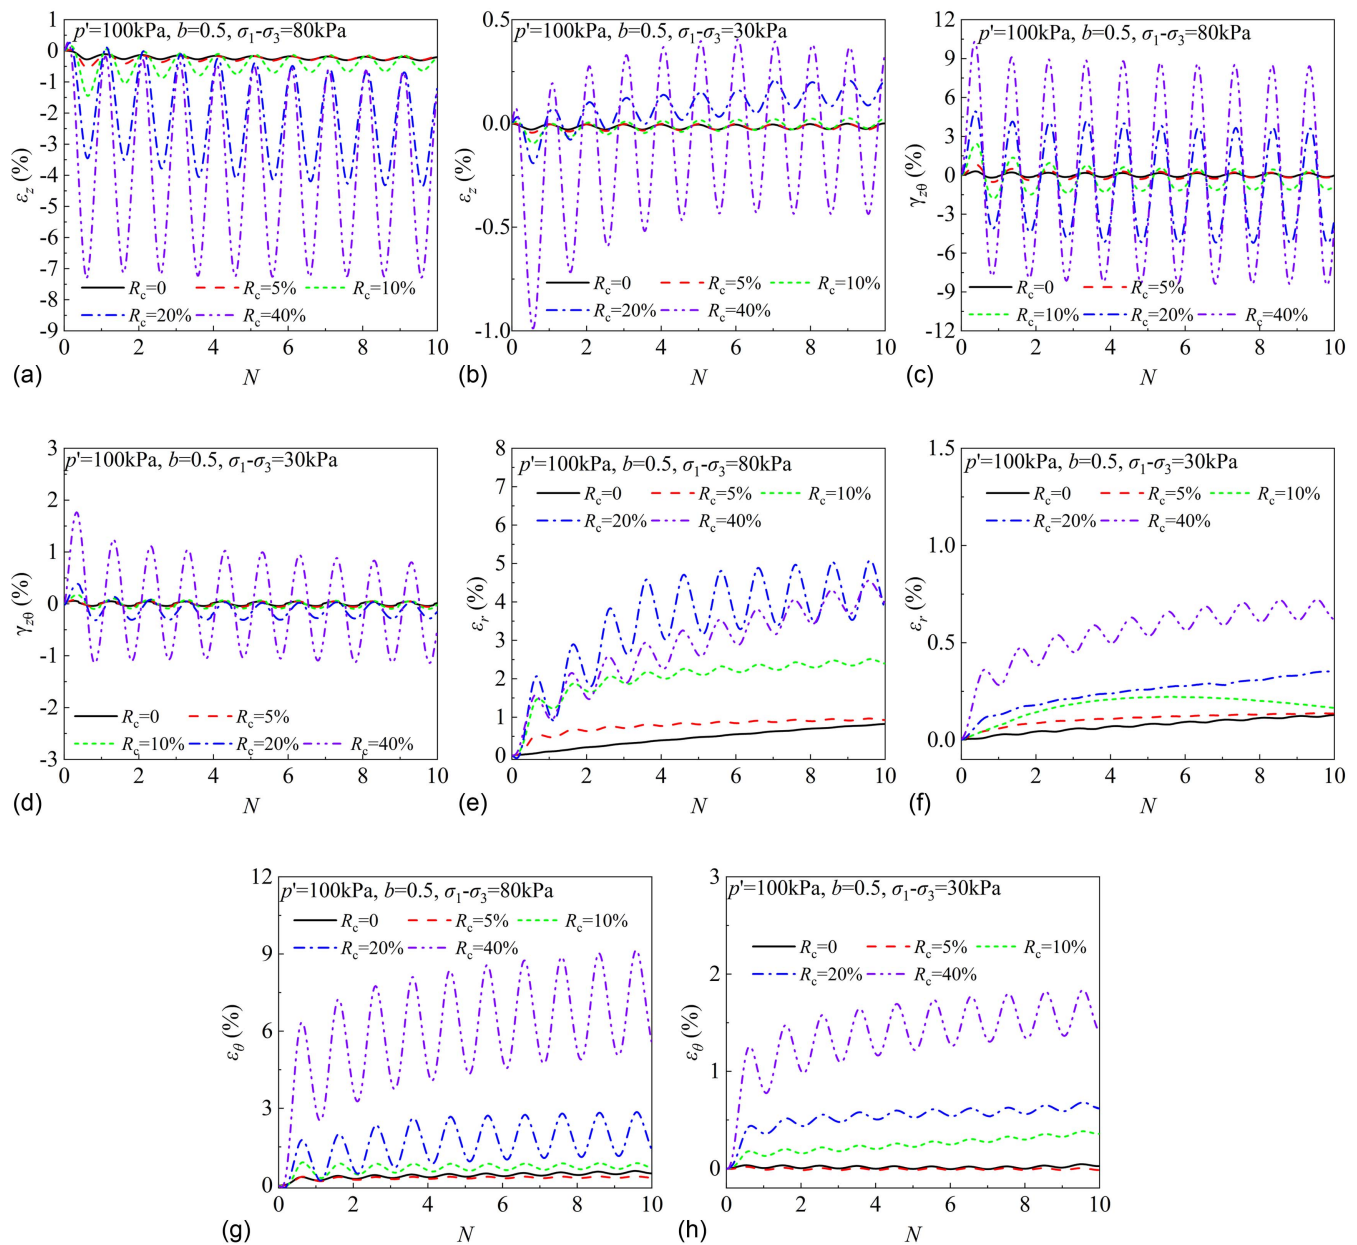 p'=100kPa, b=0.5, σ1-σ3=80kPa
1
0
-1
-2
-3
-4
-5
-6
-7
-8
-9
εz (%)
Rc=0 Rc=5% Rc=10%
Rc=20% Rc=40%
0 2 4 6 8 10
(a) N
p'=100kPa, b=0.5, σ1-σ3=30kPa
0.5
0.0
-0.5
-1.0
εz (%)
Rc=0 Rc=5% Rc=10%
Rc=20% Rc=40%
0 2 4 6 8 10
(b) N
p'=100kPa, b=0.5, σ1-σ3=80kPa
12
9
6
3
0
-3
-6
-9
-12
γzθ (%)
Rc=0 Rc=5%
Rc=10% Rc=20% Rc=40%
0 2 4 6 8 10
(c) N
p'=100kPa, b=0.5, σ1-σ3=30kPa
3
2
1
0
-1
-2
-3
γzθ (%)
Rc=0 Rc=5%
Rc=10% Rc=20% Rc=40%
0 2 4 6 8 10
(d) N
p'=100kPa, b=0.5, σ1-σ3=80kPa
8
7
6
5
4
3
2
1
0
εr (%)
Rc=0 Rc=5% Rc=10%
Rc=20% Rc=40%
0 2 4 6 8 10
(e) N
p'=100kPa, b=0.5, σ1-σ3=30kPa
1.5
1.0
0.5
0.0
εr (%)
Rc=0 Rc=5% Rc=10%
Rc=20% Rc=40%
0 2 4 6 8 10
(f) N
p'=100kPa, b=0.5, σ1-σ3=80kPa
12
9
6
3
0
εθ (%)
Rc=0 Rc=5% Rc=10%
Rc=20% Rc=40%
0 2 4 6 8 10
(g) N
p'=100kPa, b=0.5, σ1-σ3=30kPa
3
2
1
0
εθ (%)
Rc=0 Rc=5% Rc=10%
Rc=20% Rc=40%
0 2 4 6 8 10
(h) N